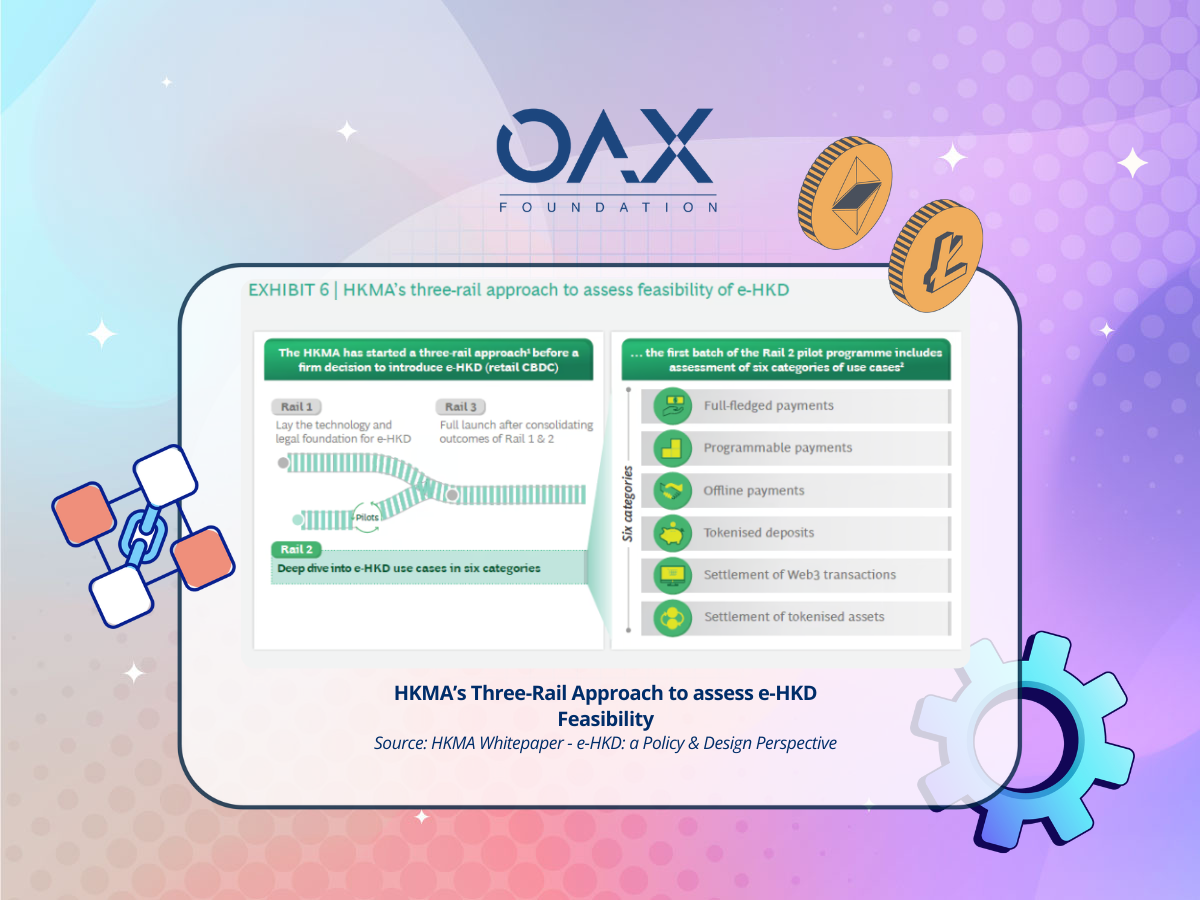 OAX
FOUNDATION
EXHIBIT 6 | HKMA's three-rail approach to assess feasibility of e-HKD
The HKMA has started a three-rail approach¹ before a
firm decision to introduce e-HKD (retail CBDC)
Rail 1
Lay the technology and
legal foundation for e-HKD
Rail 3
Full launch after consolidating
outcomes of Rail 1 & 2
Pilots
Rail 2
Deep dive into e-HKD use cases in six categories
... the first batch of the Rail 2 pilot programme includes
assessment of six categories of use cases²
Six categories
Full-fledged payments
Programmable payments
Offline payments
Tokenised deposits
Settlement of Web3 transactions
Settlement of tokenised assets
HKMA’s Three-Rail Approach to assess e-HKD
Feasibility
Source: HKMA Whitepaper - e-HKD: a Policy & Design Perspective